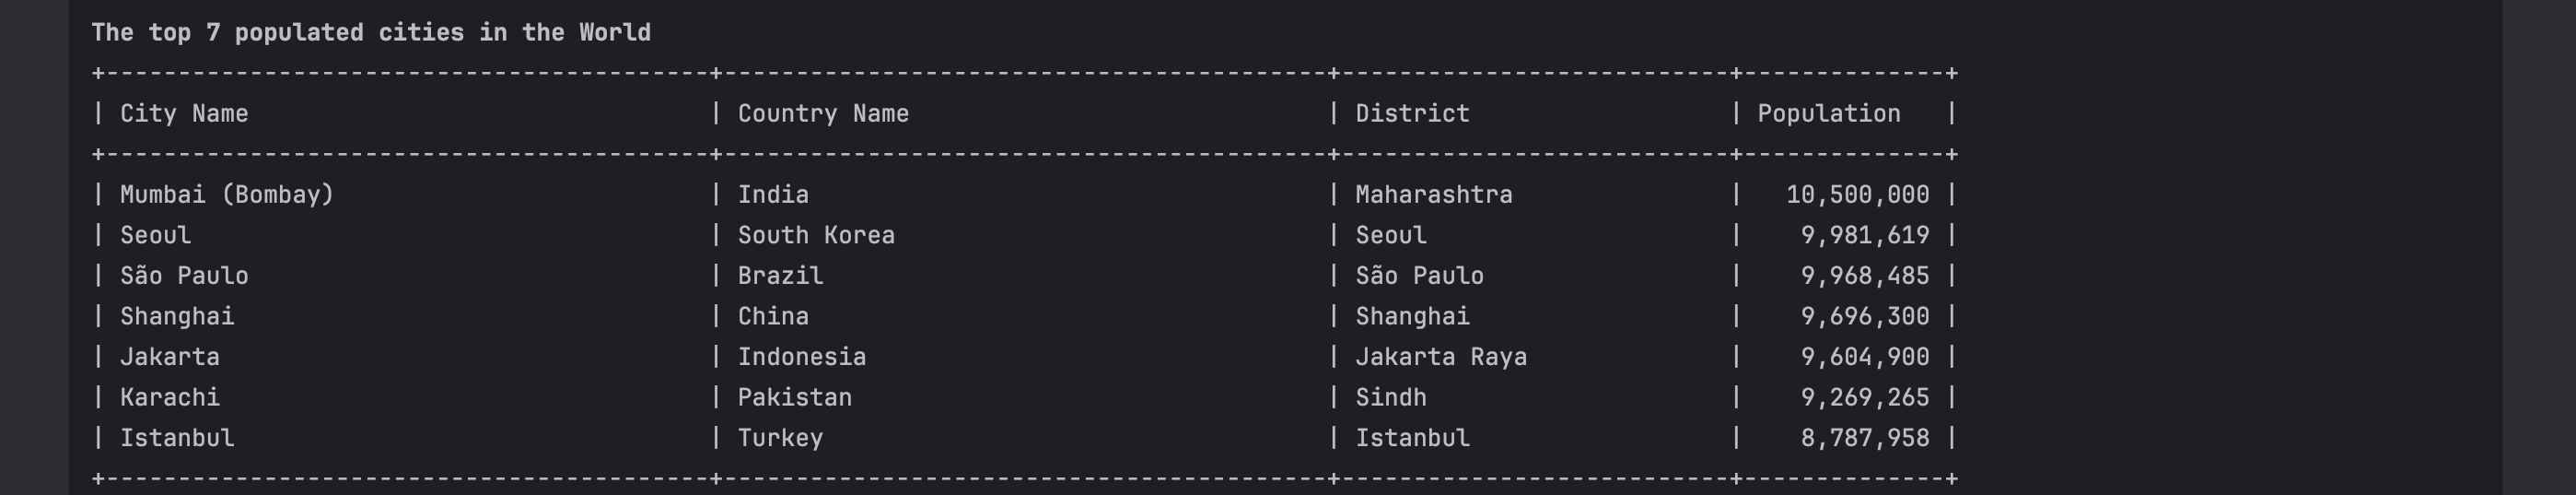 The top 7 populated cities in the World
+------------------------------------------+------------------------------------------+---------------------------+--------------+
| City Name                                | Country Name                             | District                  | Population   |
+------------------------------------------+------------------------------------------+---------------------------+--------------+
| Mumbai (Bombay)                          | India                                    | Maharashtra               |   10,500,000 |
| Seoul                                    | South Korea                              | Seoul                     |    9,981,619 |
| São Paulo                                | Brazil                                   | São Paulo                 |    9,968,485 |
| Shanghai                                 | China                                    | Shanghai                  |    9,696,300 |
| Jakarta                                  | Indonesia                                | Jakarta Raya              |    9,604,900 |
| Karachi                                  | Pakistan                                 | Sindh                     |    9,269,265 |
| Istanbul                                 | Turkey                                   | Istanbul                  |    8,787,958 |
+------------------------------------------+------------------------------------------+---------------------------+--------------+